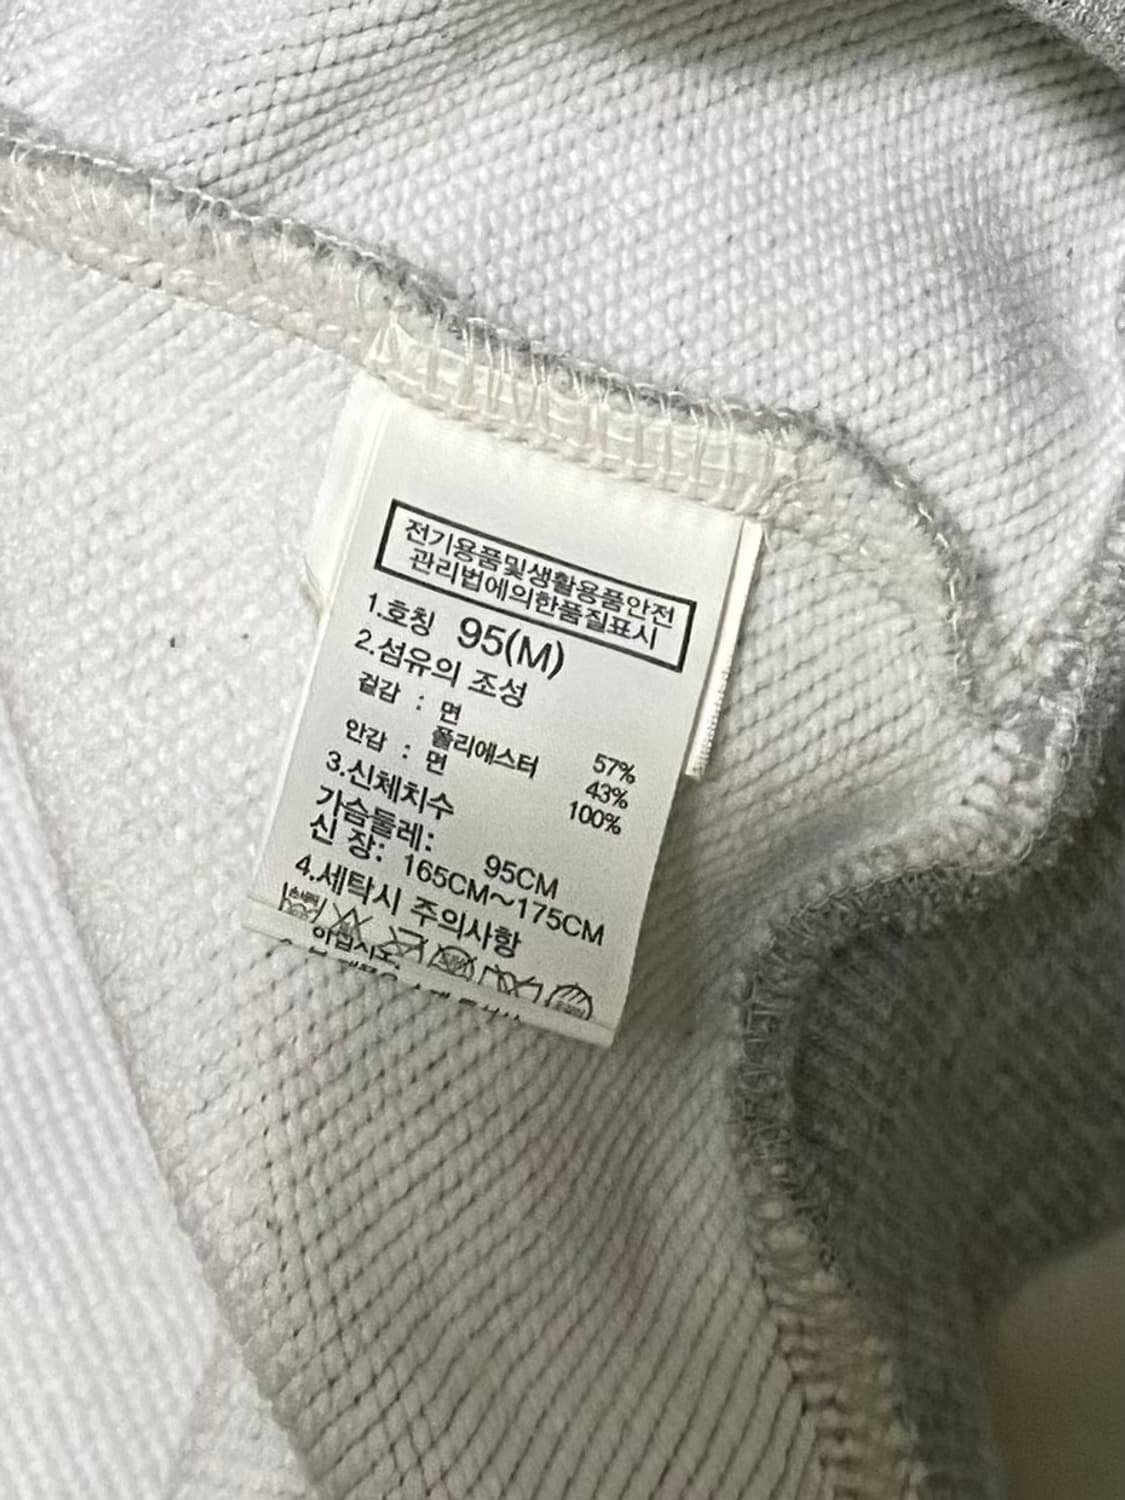 전기용품및생활용품안전
관리법에의한품질표시
1.호칭 95(M)
2.섬유의 조성
겉감 : 면 57%
폴리에스터 43%
안감 : 면 100%
3.신체치수
가슴둘레: 95CM
신 장: 165CM~175CM
4.세탁시 주의사항
손세탁